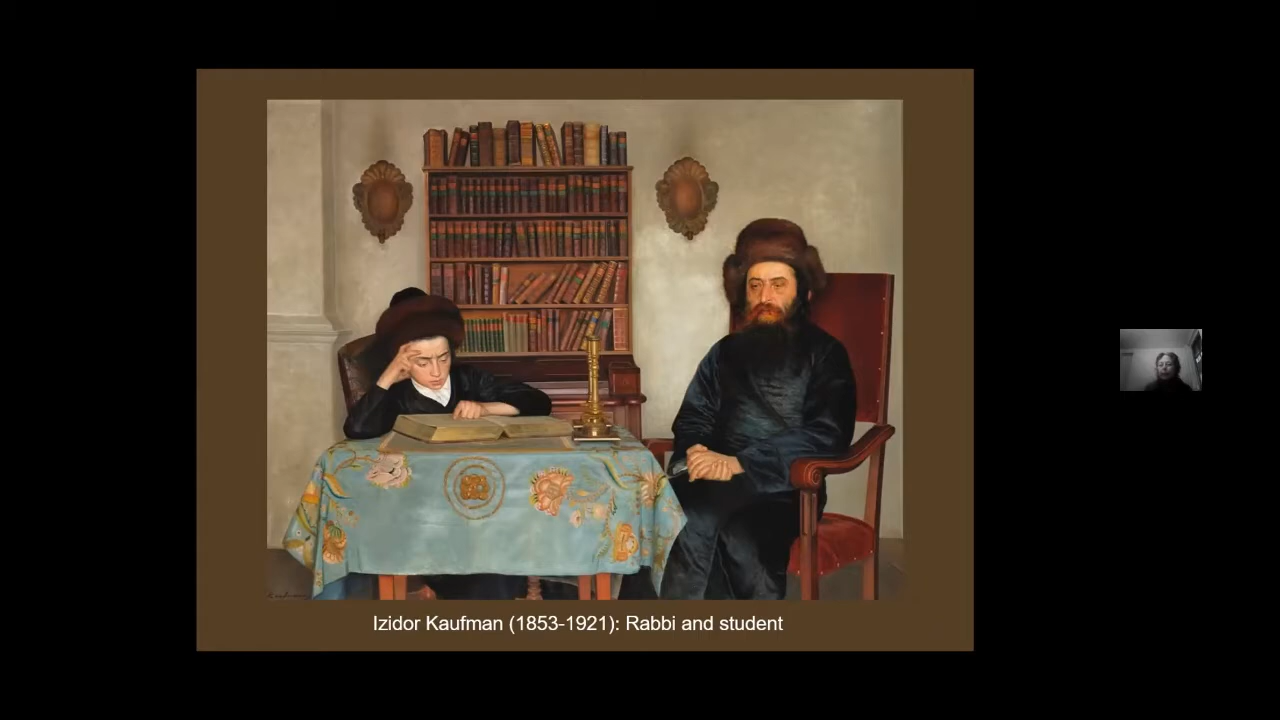 Izidor Kaufman (1853-1921): Rabbi and student